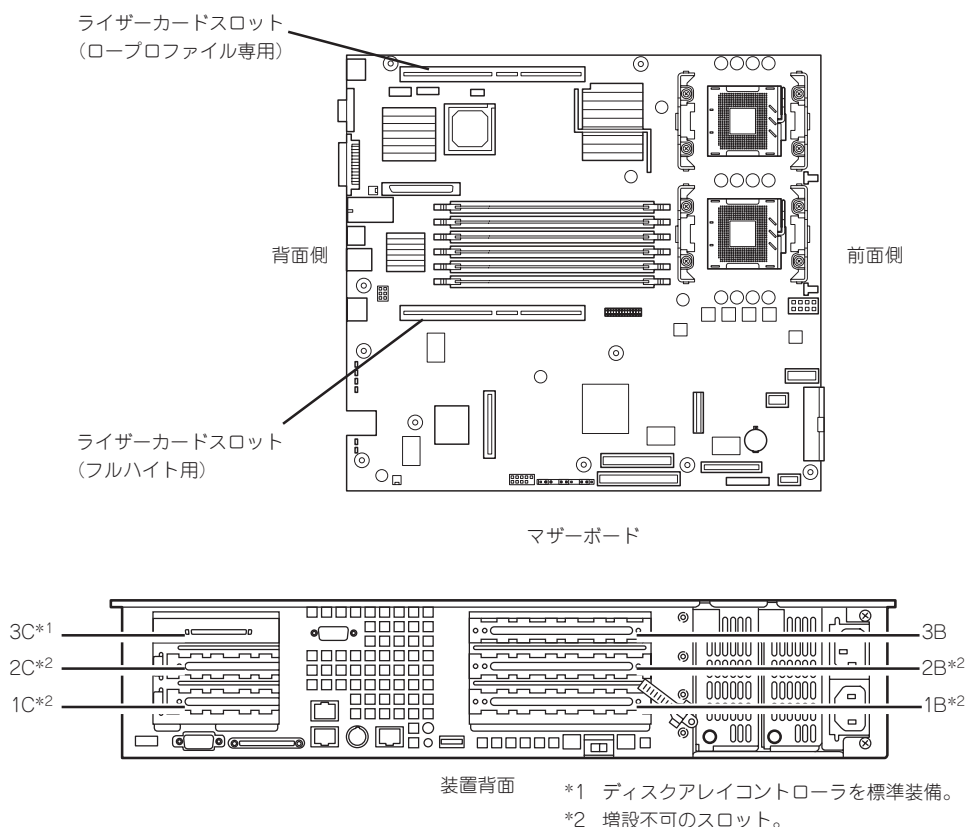 ライザーカードスロット
(ロープロファイル専用)
背面側
前面側
ライザーカードスロット
(フルハイト用)
マザーボード
3C*1
2C*2
1C*2
3B
2B*2
1B*2
装置背面
*1 ディスクアレイコントローラを標準装備。
*2 増設不可のスロット。